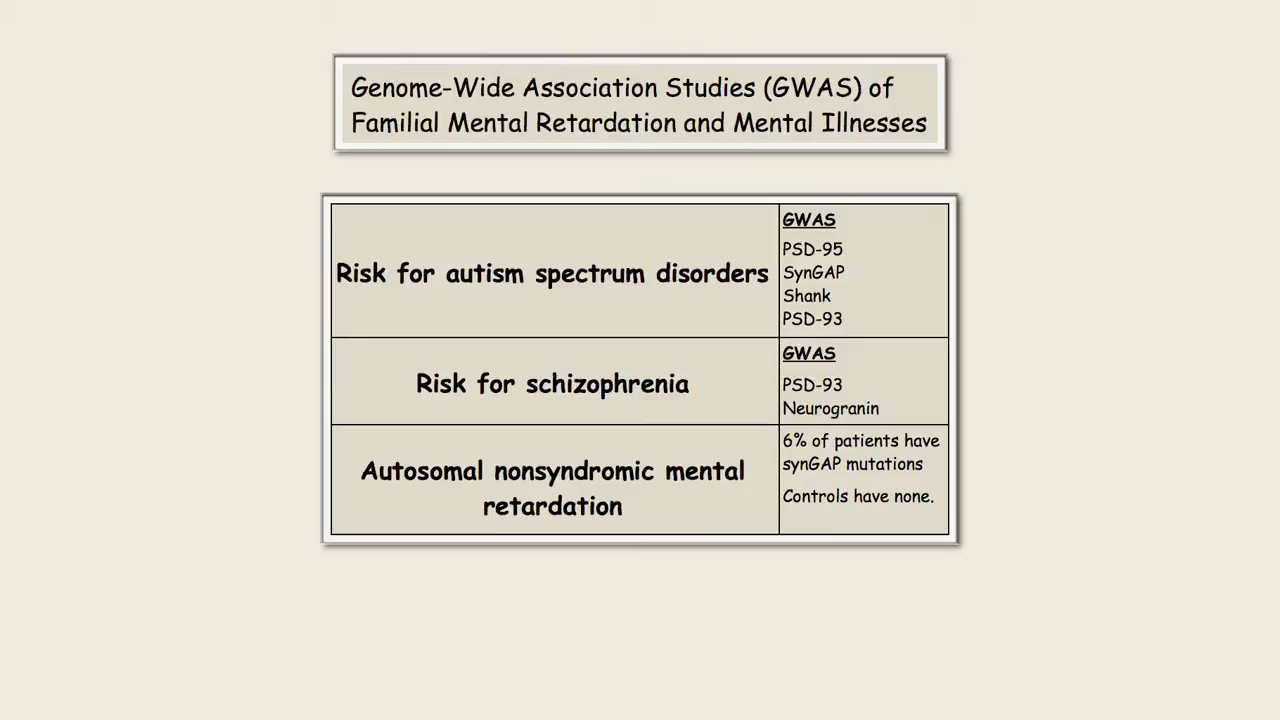 Genome-Wide Association Studies (GWAS) of
Familial Mental Retardation and Mental Illnesses
Risk for autism spectrum disorders
GWAS
PSD-95
SynGAP
Shank
PSD-93
Risk for schizophrenia
GWAS
PSD-93
Neurogranin
Autosomal nonsyndromic mental
retardation
6% of patients have
synGAP mutations
Controls have none.